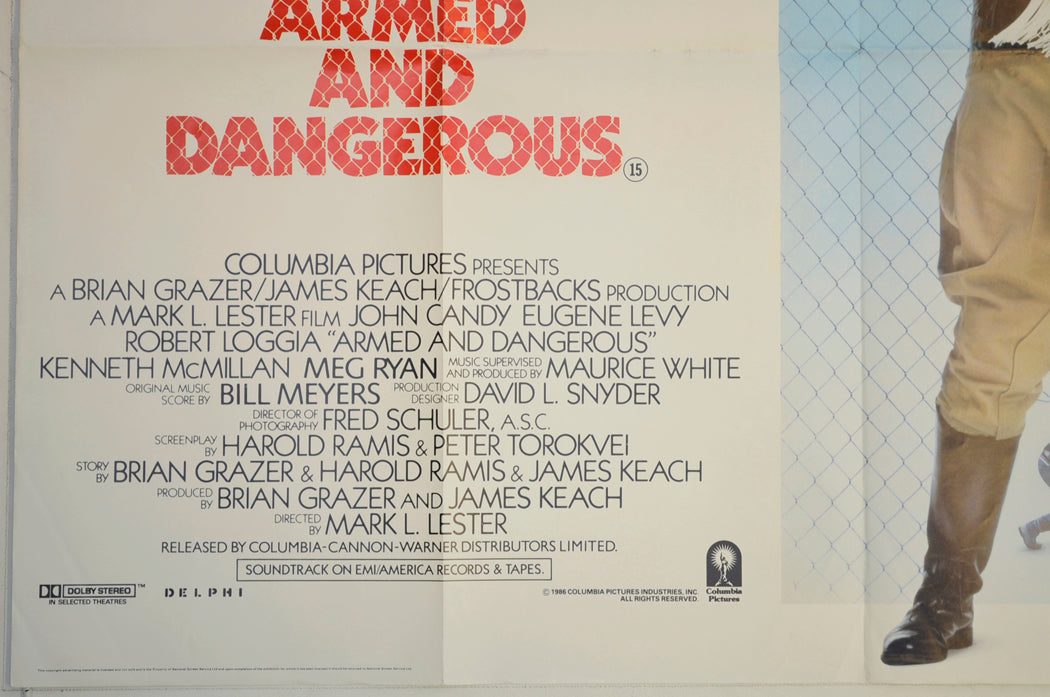 ARMED
AND
DANGEROUS
15
COLUMBIA PICTURES PRESENTS
A BRIAN GRAZER/JAMES KEACH/FROSTBACKS PRODUCTION
A MARK L. LESTER FILM JOHN CANDY EUGENE LEVY
ROBERT LOGGIA "ARMED AND DANGEROUS"
KENNETH McMILLAN MEG RYAN MUSIC SUPERVISED AND PRODUCED BY MAURICE WHITE
ORIGINAL MUSIC SCORE BY BILL MEYERS PRODUCTION DESIGNER DAVID L. SNYDER
DIRECTOR OF PHOTOGRAPHY FRED SCHULER, A.S.C.
SCREENPLAY BY HAROLD RAMIS & PETER TOROKVEI
STORY BY BRIAN GRAZER & HAROLD RAMIS & JAMES KEACH
PRODUCED BY BRIAN GRAZER AND JAMES KEACH
DIRECTED BY MARK L. LESTER
RELEASED BY COLUMBIA-CANNON-WARNER DISTRIBUTORS LIMITED.
SOUNDTRACK ON EMI/AMERICA RECORDS & TAPES.
DOLBY STEREO TM
IN SELECTED THEATRES
DELPHI
© 1986 COLUMBIA PICTURES INDUSTRIES, INC.
ALL RIGHTS RESERVED.
Columbia
Pictures